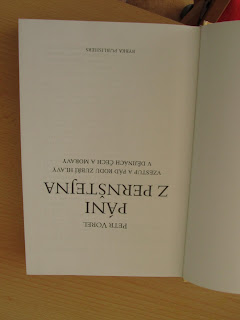 PETR VOREL
PÁNI
Z PERNŠTEJNA
VZESTUP A PÁD RODU ZUBŘÍ HLAVY
V DĚJINÁCH ČECH A MORAVY
RYBKA PUBLISHERS